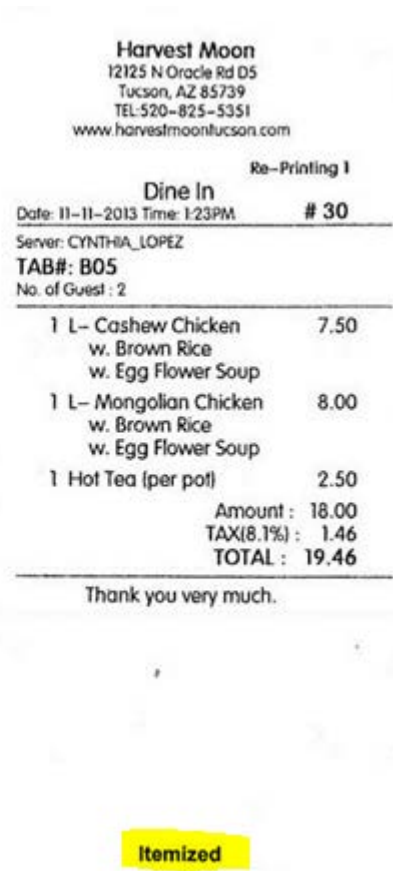 Harvest Moon
12125 N Oracle Rd D5
Tucson, AZ 85739
TEL:520-825-5351
www.harvestmoontucson.com
Re-Printing 1
Dine In
Date: 11-11-2013 Time: 1:23PM # 30
Server: CYNTHIA_LOPEZ
TAB#: B05
No. of Guest : 2
1 L- Cashew Chicken 7.50
w. Brown Rice
w. Egg Flower Soup
1 L- Mongolian Chicken 8.00
w. Brown Rice
w. Egg Flower Soup
1 Hot Tea (per pot) 2.50
Amount : 18.00
TAX(8.1%) : 1.46
TOTAL : 19.46
Thank you very much.
Itemized